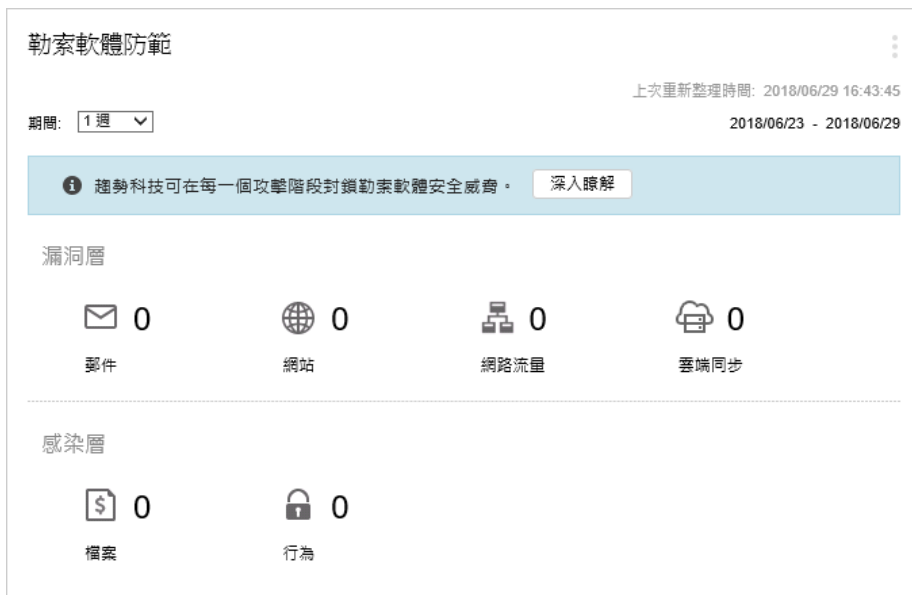 勒索軟體防範
上次重新整理時間: 2018/06/29 16:43:45
期間: 1 週
2018/06/23 - 2018/06/29
趨勢科技可在每一個攻擊階段封鎖勒索軟體安全威脅。 深入瞭解
漏洞層
0 0 0 0
郵件 網站 網路流量 雲端同步
感染層
$ 0 0
檔案 行為